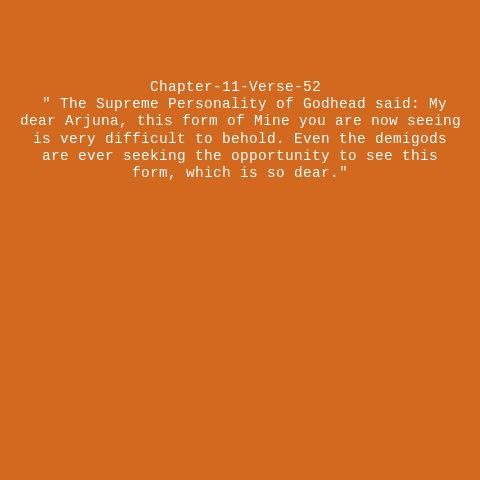 Chapter-11-Verse-52
" The Supreme Personality of Godhead said: My
dear Arjuna, this form of Mine you are now seeing
is very difficult to behold. Even the demigods
are ever seeking the opportunity to see this
form, which is so dear."